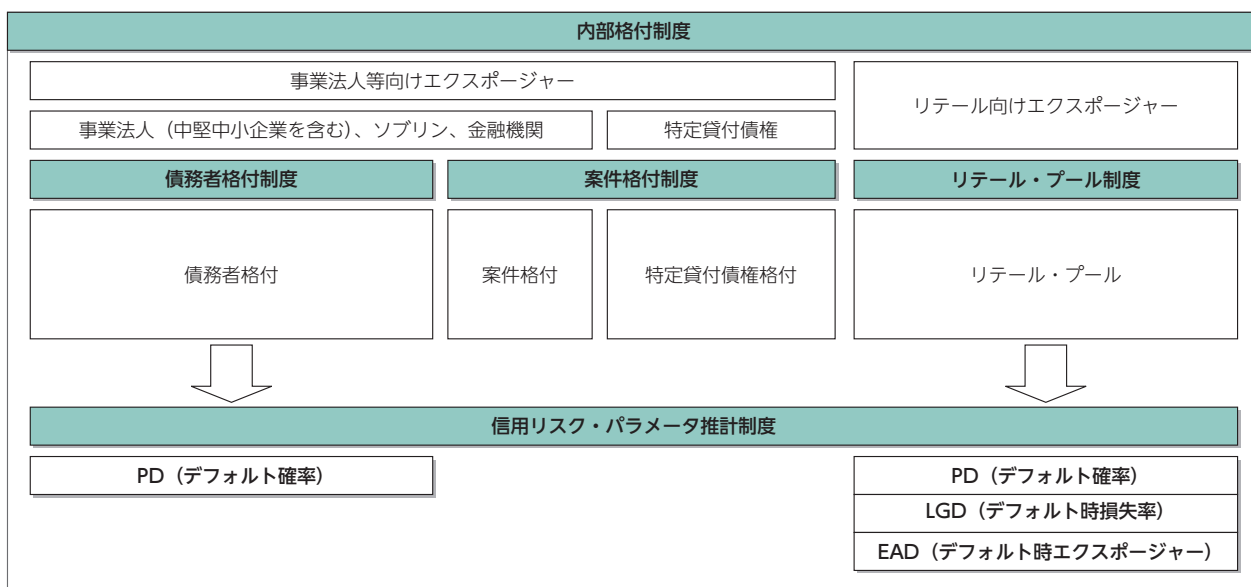 内部格付制度
事業法人等向けエクスポージャー
リテール向けエクスポージャー
事業法人（中堅中小企業を含む）、ソブリン、金融機関
特定貸付債権
債務者格付制度
案件格付制度
リテール・プール制度
債務者格付
案件格付
特定貸付債権格付
リテール・プール
信用リスク・パラメータ推計制度
PD（デフォルト確率）
PD（デフォルト確率）
LGD（デフォルト時損失率）
EAD（デフォルト時エクスポージャー）